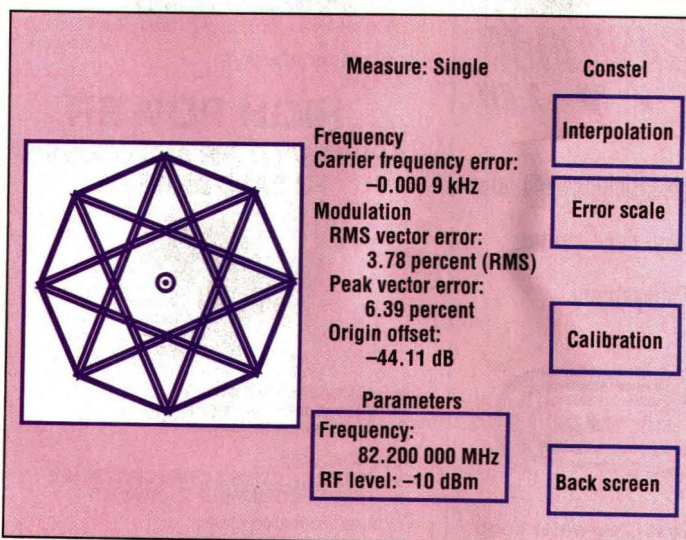 Measure: Single
Constel
Frequency
Carrier frequency error:
–0.000 9 kHz
Modulation
RMS vector error:
3.78 percent (RMS)
Peak vector error:
6.39 percent
Origin offset:
–44.11 dB
Parameters
Frequency:
82.200 000 MHz
RF level: –10 dBm
Interpolation
Error scale
Calibration
Back screen